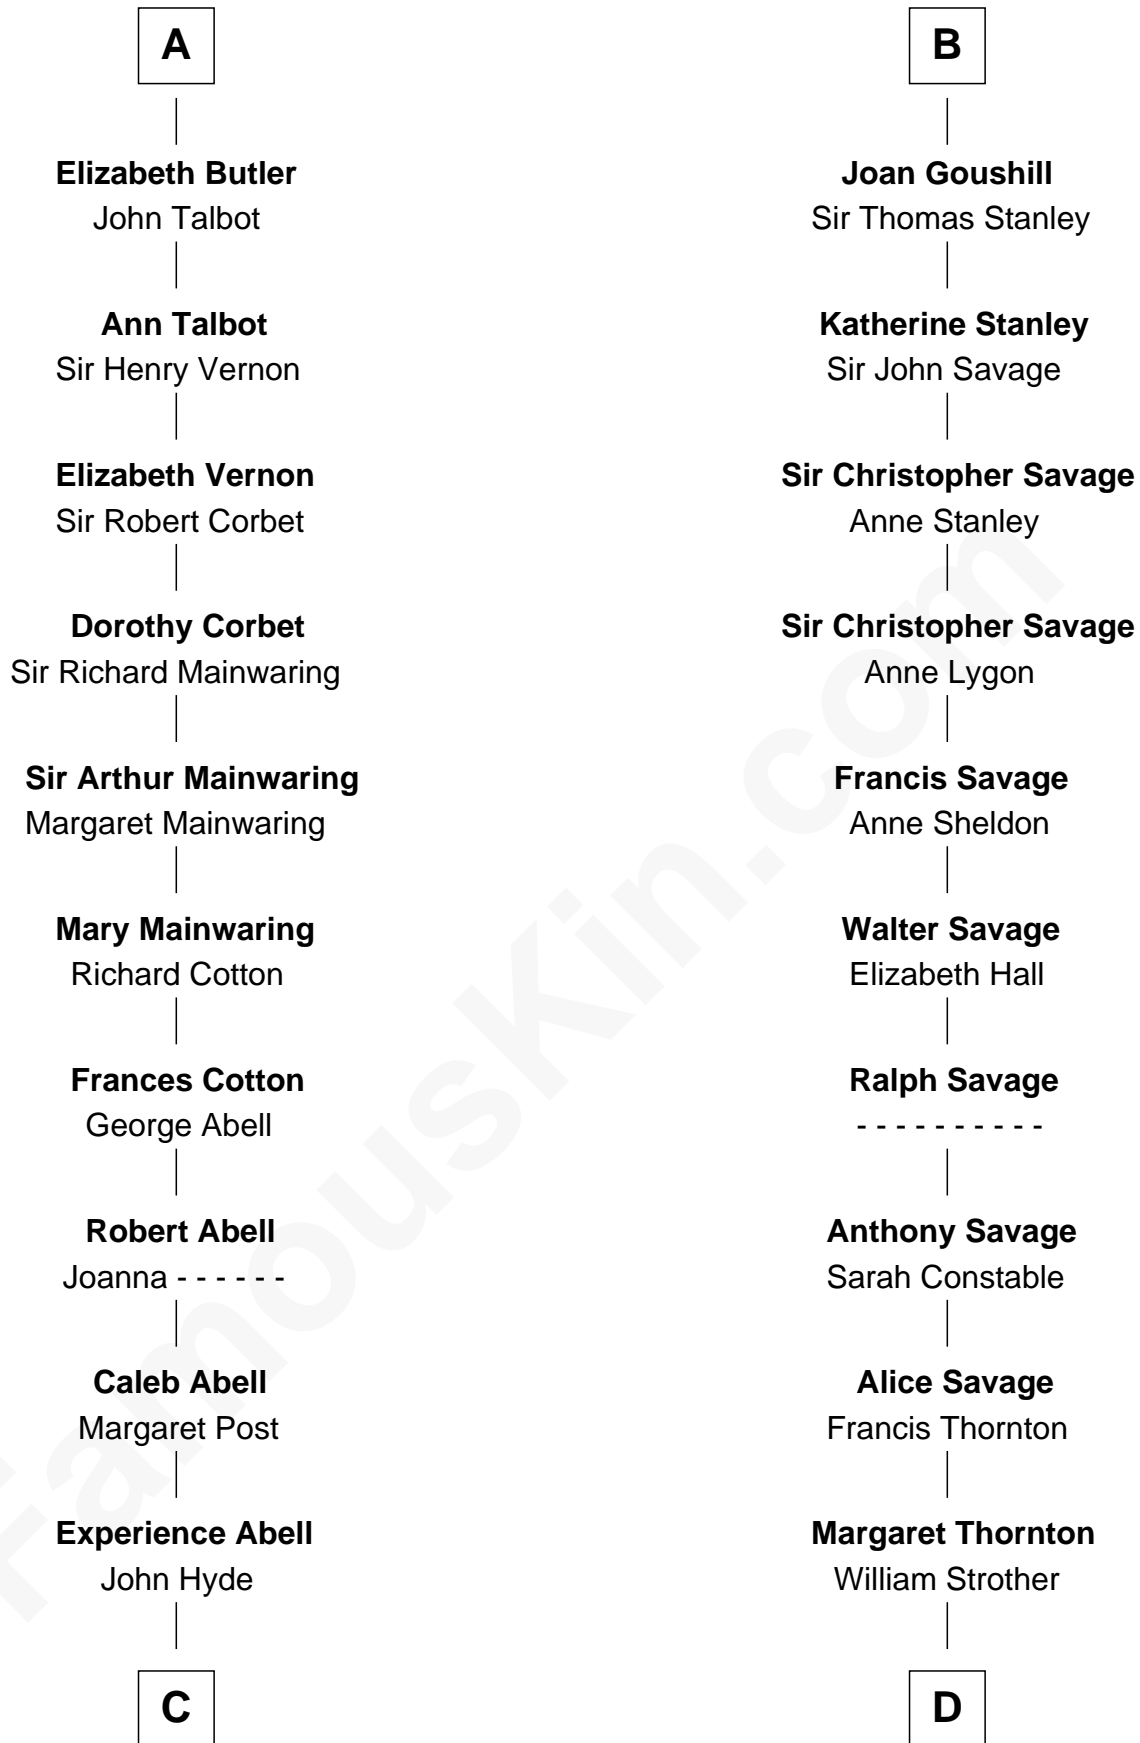 A
Elizabeth Butler
John Talbot
Ann Talbot
Sir Henry Vernon
Elizabeth Vernon
Sir Robert Corbet
Dorothy Corbet
Sir Richard Mainwaring
Sir Arthur Mainwaring
Margaret Mainwaring
Mary Mainwaring
Richard Cotton
Frances Cotton
George Abell
Robert Abell
Joanna - - - - - -
Caleb Abell
Margaret Post
Experience Abell
John Hyde
C
B
Joan Goushill
Sir Thomas Stanley
Katherine Stanley
Sir John Savage
Sir Christopher Savage
Anne Stanley
Sir Christopher Savage
Anne Lygon
Francis Savage
Anne Sheldon
Walter Savage
Elizabeth Hall
Ralph Savage
- - - - - - - - - -
Anthony Savage
Sarah Constable
Alice Savage
Francis Thornton
Margaret Thornton
William Strother
D
FamousKin.com